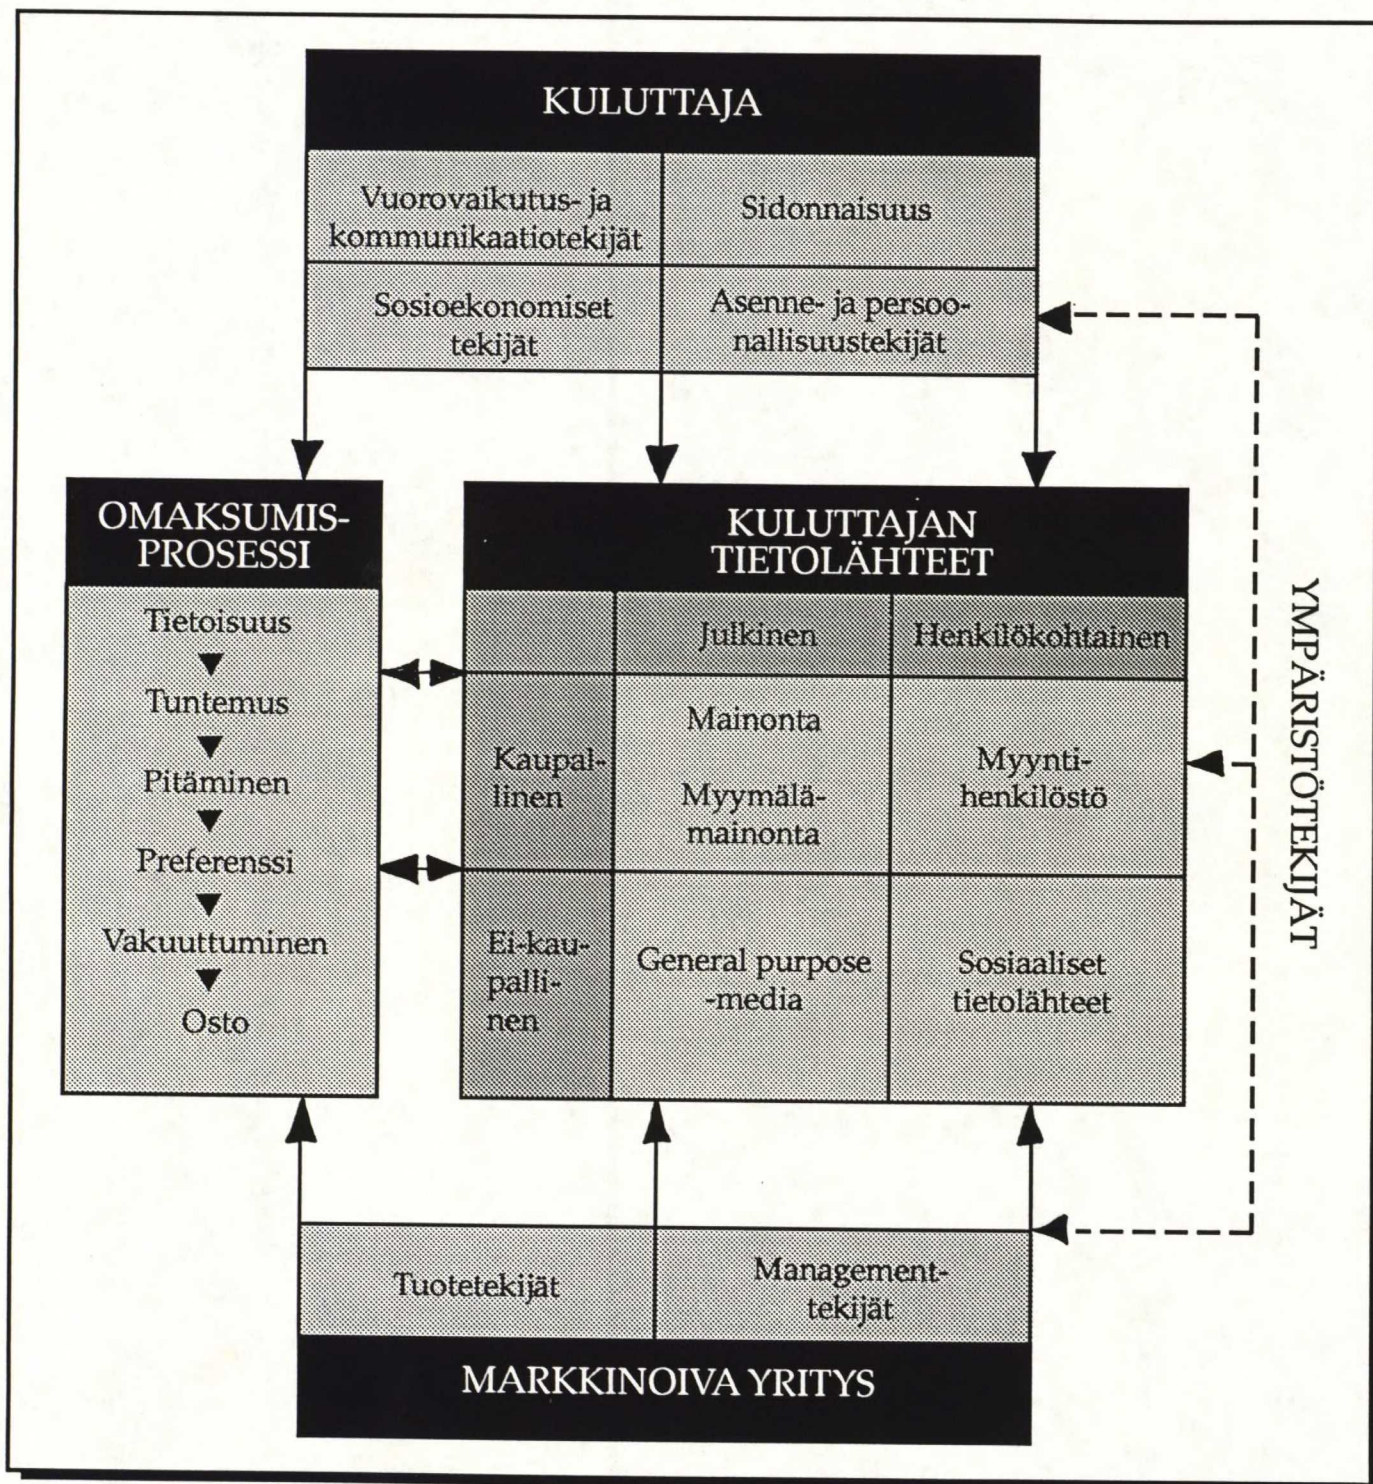 KULUTTAJA
Vuorovaikutus- ja
kommunikaatiotekijät
Sidonnaisuus
Sosioekonomiset
tekijät
Asenne- ja persoo-
nallisuustekijät
OMAKSUMIS-
PROSESSI
Tietoisuus
Tuntemus
Pitäminen
Preferenssi
Vakuuttuminen
Osto
KULUTTAJAN
TIETOLÄHTEET
Julkinen
Henkilökohtainen
Kaupal-
linen
Mainonta
Myymälä-
mainonta
Myynti-
henkilöstö
Ei-kau-
palli-
nen
General purpose
-media
Sosiaaliset
tietolähteet
YMPÄRISTÖTEKIJÄT
Tuotetekijät
Management-
tekijät
MARKKINOIVA YRITYS